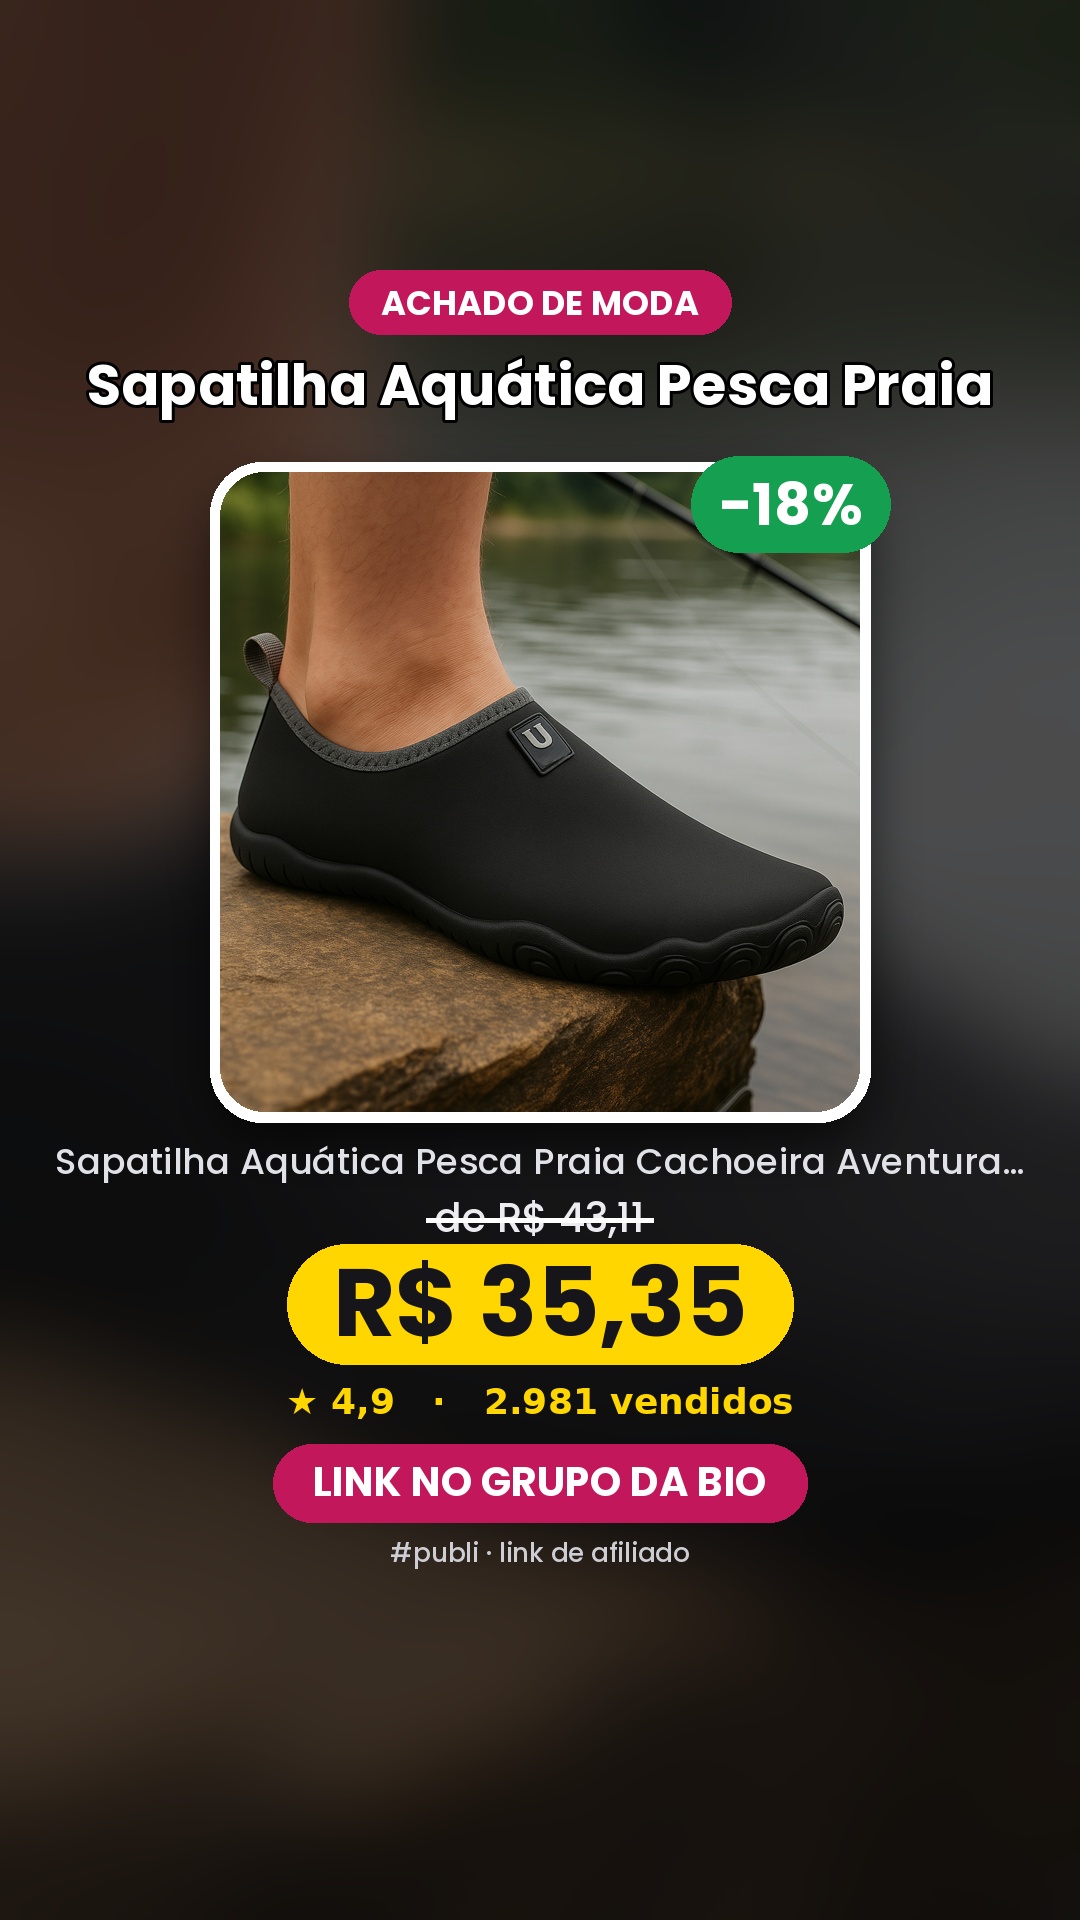 ACHADO DE MODA
Sapatilha Aquática Pesca Praia
-18%
U
Sapatilha Aquática Pesca Praia Cachoeira Aventura...
de R$ 43,11
R$ 35,35
★ 4,9 · 2.981 vendidos
LINK NO GRUPO DA BIO
#publi · link de afiliado